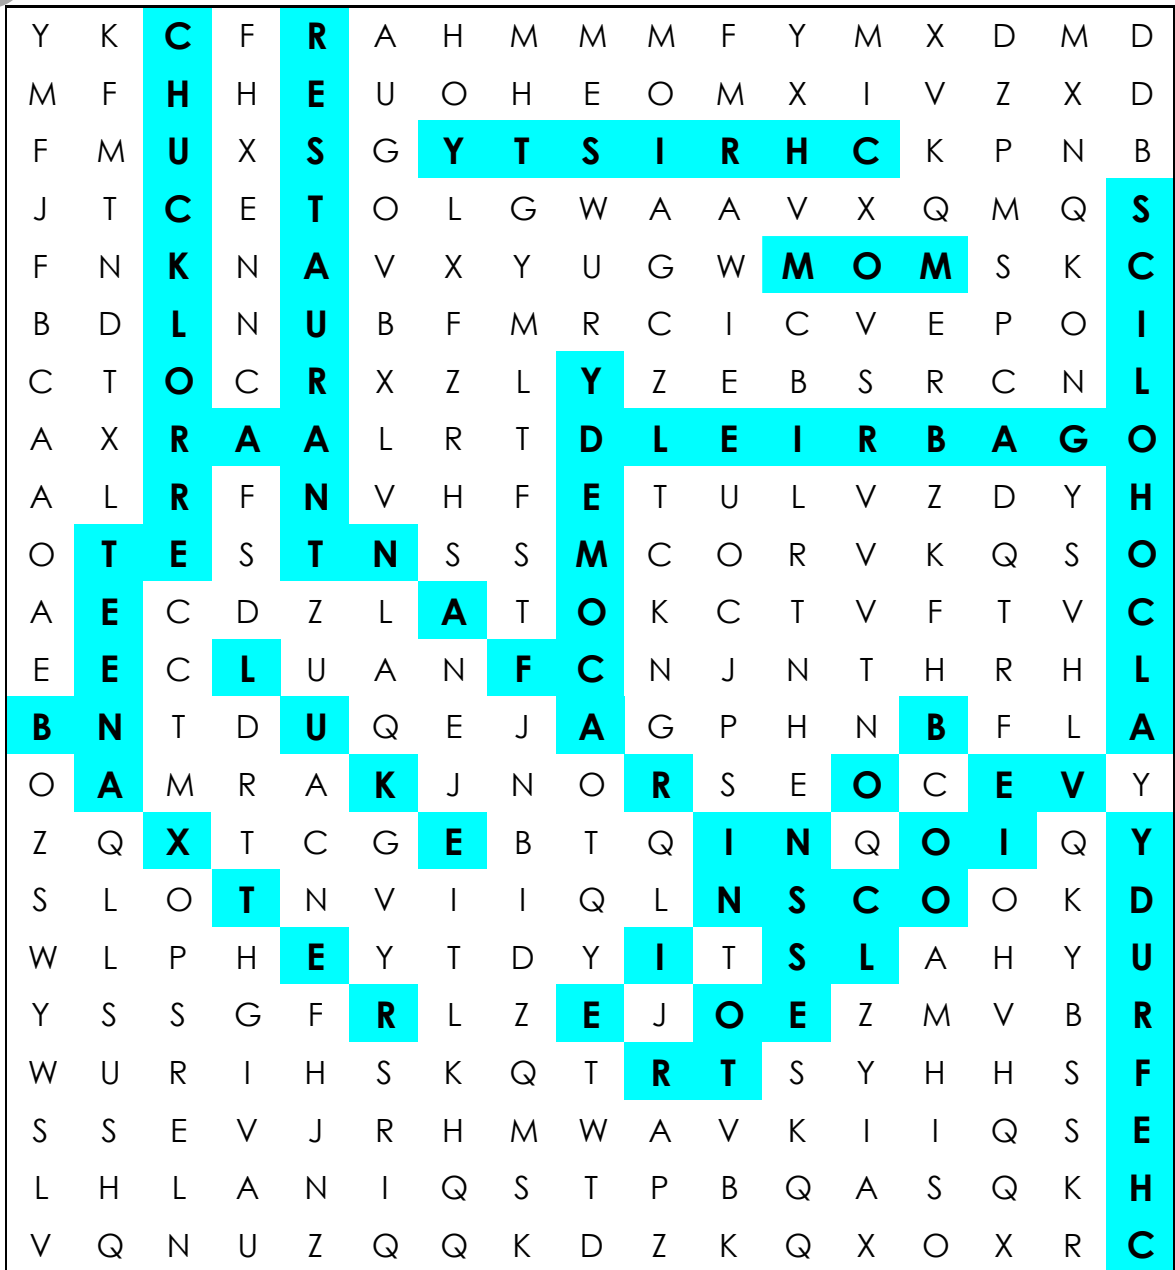 Y K C F R A H M M M F Y M X D M D
M F H H E U O H E O M X I V Z X D
F M U X S G Y T S I R H C K P N B
J T C E T O L G W A A V X Q M Q S
F N K N A V X Y U G W M O M S K C
B D L N U B F M R C I C V E P O I
C T O C R X Z L Y Z E B S R C N L
A X R A A L R T D L E I R B A G O
A L R F N V H F E T U L V Z D Y H
O T E S T N S S M C O R V K Q S O
A E C D Z L A T O K C T V F T V C
E E C L U A N F C N J N T H R H L
B N T D U Q E J A G P H N B F L A
O A M R A K J N O R S E O C E V Y
Z Q X T C G E B T Q I N Q O I Q Y
S L O T N V I I Q L N S C O O K D
W L P H E Y T D Y I T S L A H Y U
Y S S G F R L Z E J O E Z M V B R
W U R I H S K Q T R T S Y H H S F
S S E V J R H M W A V K I I Q S E
L H L A N I Q S T P B Q A S Q K H
V Q N U Z Q Q K D Z K Q X O X R C